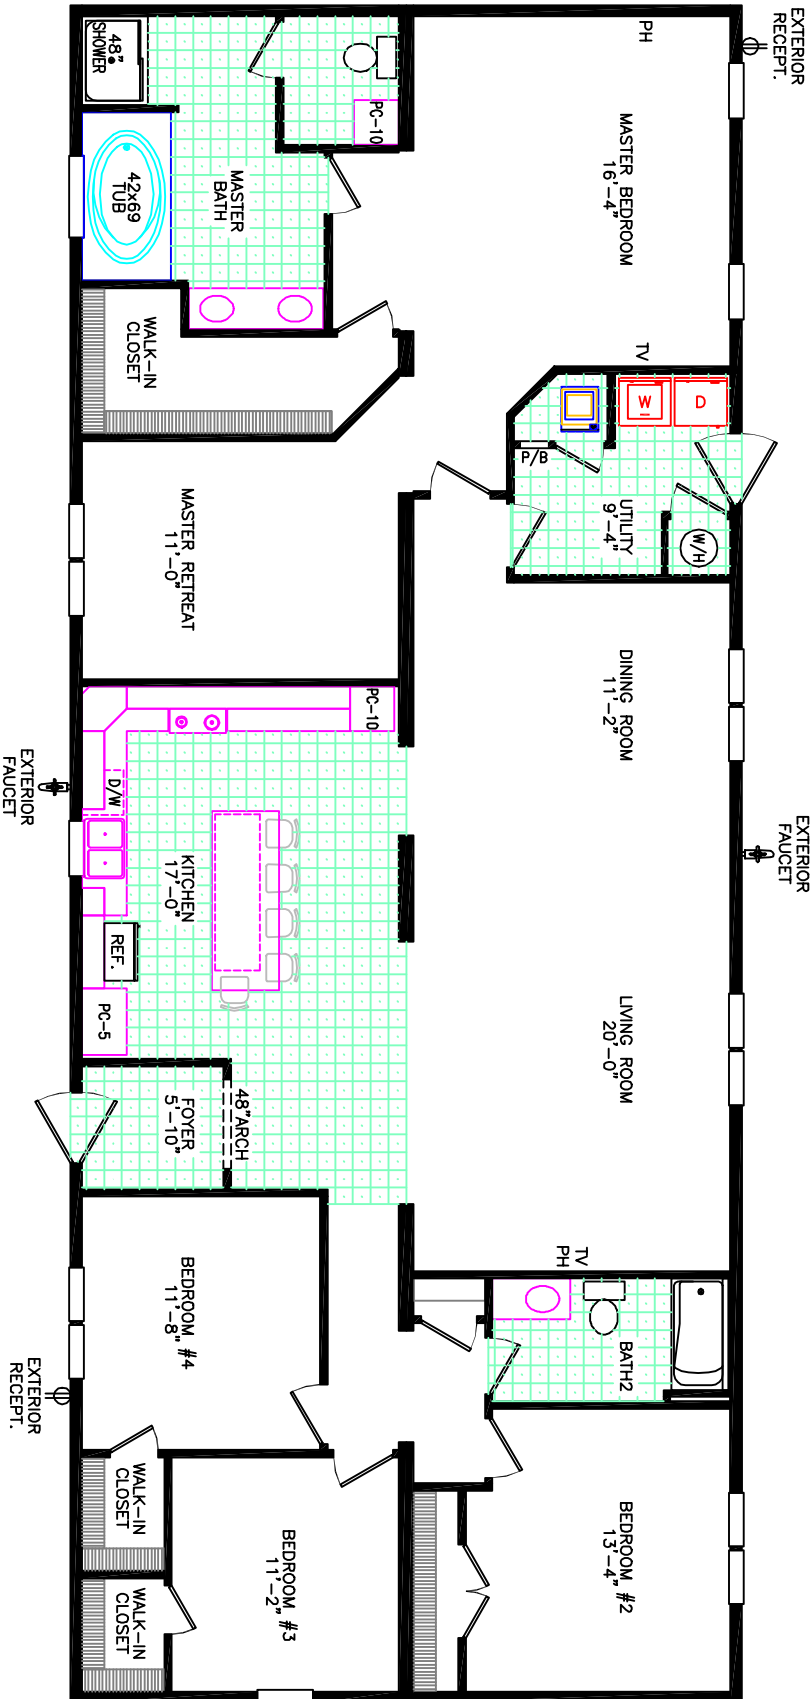 EXTERIOR
RECEPT.
PH
MASTER BEDROOM
16'-4"
48"
SHOWER
PC-10
MASTER
BATH
42x69
TUB
WALK-IN
CLOSET
TV
W
D
P/B
UTILITY
9'-4"
W/H
MASTER RETREAT
11'-0"
DINING ROOM
11'-2"
PC-10
EXTERIOR
FAUCET
D/W
KITCHEN
17'-0"
REF.
PC-5
EXTERIOR
FAUCET
LIVING ROOM
20'-0"
48"ARCH
FOYER
5'-10"
TV
PH
BATH2
BEDROOM #4
11'-8"
EXTERIOR
RECEPT.
WALK-IN
CLOSET
BEDROOM #3
11'-2"
WALK-IN
CLOSET
BEDROOM #2
13'-4"